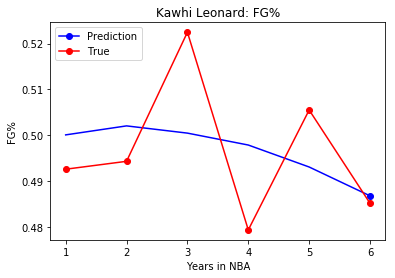 Kawhi Leonard: FG%
Prediction
True
0.52
0.51
0.50
0.49
0.48
FG%
1 2 3 4 5 6
Years in NBA